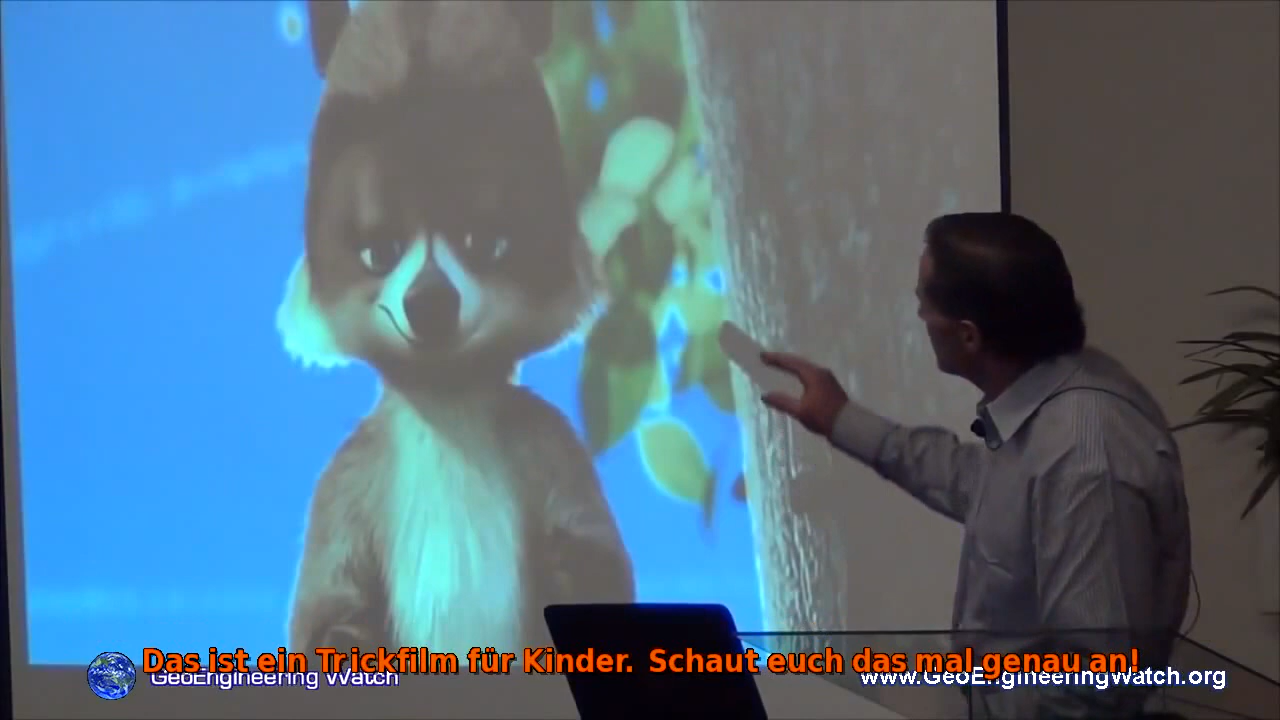 Das ist ein Trickfilm für Kinder. Schaut euch das mal genau an!
GeoEngineering Watch
www.GeoEngineeringWatch.org